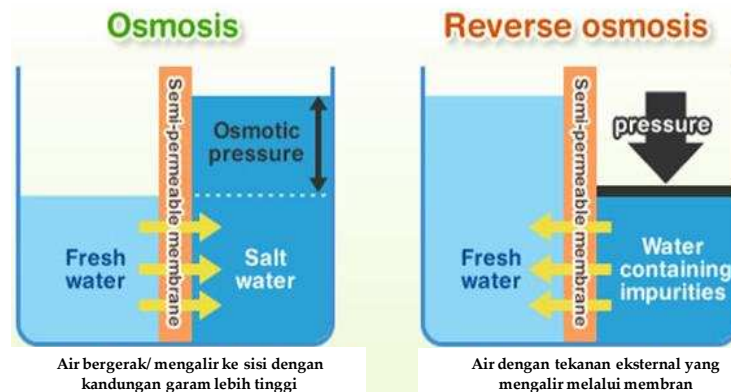 Osmosis
Semi-permeable membrane
Osmotic
pressure
Fresh
water
Salt
water
Air bergerak/ mengalir ke sisi dengan
kandungan garam lebih tinggi
Reverse osmosis
Semi-permeable membrane
pressure
Fresh
water
Water
containing
impurities
Air dengan tekanan eksternal yang
mengalir melalui membran